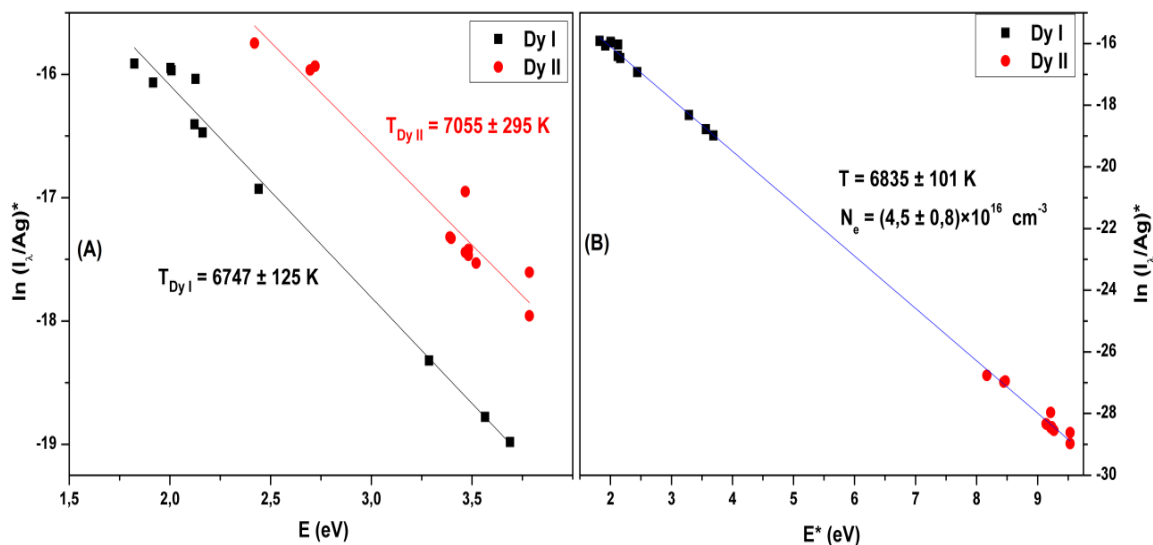 Dy I
Dy II
T_Dy II = 7055 ± 295 K
(A)
T_Dy I = 6747 ± 125 K
ln (I_λ/Ag)*
-16
-17
-18
-19
1,5
2,0
2,5
3,0
3,5
E (eV)
Dy I
Dy II
T = 6835 ± 101 K
N_e = (4,5 ± 0,8)×10^16 cm^-3
(B)
2
3
4
5
6
7
8
9
E* (eV)
-16
-18
-20
-22
-24
-26
-28
-30
ln (I_λ/Ag)*